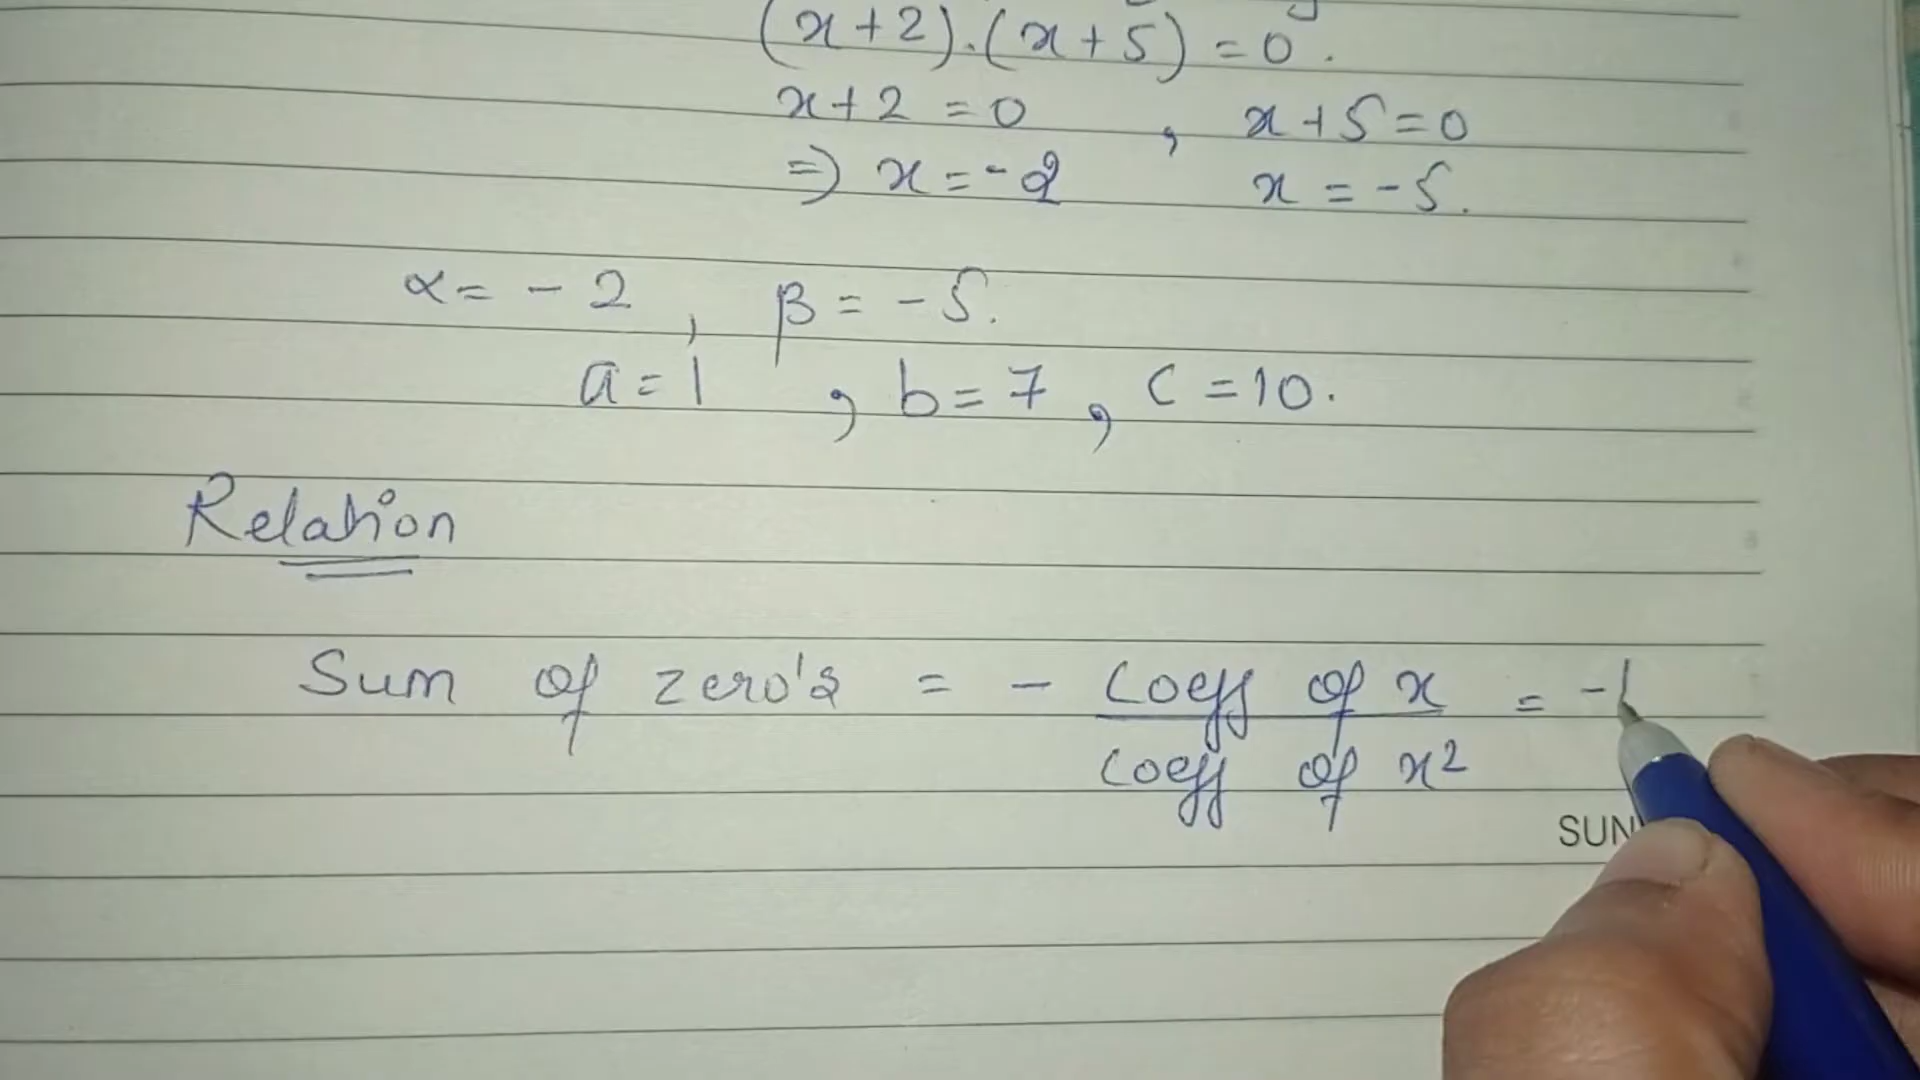 (x+2).(x+5) = 0.
x+2 = 0 , x+5=0
=> x = -2 x = -5.
α = - 2 , β = -5.
a = 1 , b = 7 , c = 10.
Relation
Sum of zero's = - Coeff of x = -
Coeff of x²
SUN